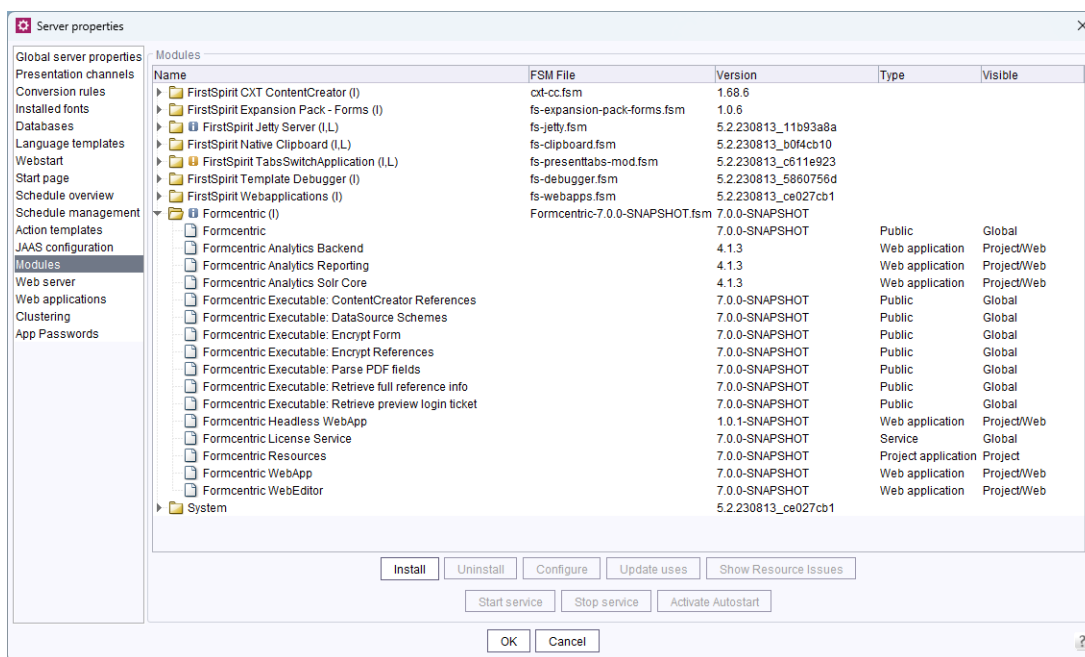 Server properties
Global server properties
Presentation channels
Conversion rules
Installed fonts
Databases
Language templates
Webstart
Start page
Schedule overview
Schedule management
Action templates
JAAS configuration
Modules
Web server
Web applications
Clustering
App Passwords
Modules
Name FSM File Version Type Visible
FirstSpirit CXT ContentCreator (I) cxt-cc.fsm 1.68.6
FirstSpirit Expansion Pack - Forms (I) fs-expansion-pack-forms.fsm 1.0.6
FirstSpirit Jetty Server (I,L) fs-jetty.fsm 5.2.230813_11b93a8a
FirstSpirit Native Clipboard (I,L) fs-clipboard.fsm 5.2.230813_b0f4cb10
FirstSpirit TabsSwitchApplication (I,L) fs-presenttabs-mod.fsm 5.2.230813_c611e923
FirstSpirit Template Debugger (I) fs-debugger.fsm 5.2.230813_5860756d
FirstSpirit Webapplications (I) fs-webapps.fsm 5.2.230813_ce027cb1
Formcentric (I) Formcentric-7.0.0-SNAPSHOT.fsm 7.0.0-SNAPSHOT
Formcentric 7.0.0-SNAPSHOT Public Global
Formcentric Analytics Backend 4.1.3 Web application Project/Web
Formcentric Analytics Reporting 4.1.3 Web application Project/Web
Formcentric Analytics Solr Core 4.1.3 Web application Project/Web
Formcentric Executable: ContentCreator References 7.0.0-SNAPSHOT Public Global
Formcentric Executable: DataSource Schemes 7.0.0-SNAPSHOT Public Global
Formcentric Executable: Encrypt Form 7.0.0-SNAPSHOT Public Global
Formcentric Executable: Encrypt References 7.0.0-SNAPSHOT Public Global
Formcentric Executable: Parse PDF fields 7.0.0-SNAPSHOT Public Global
Formcentric Executable: Retrieve full reference info 7.0.0-SNAPSHOT Public Global
Formcentric Executable: Retrieve preview login ticket 7.0.0-SNAPSHOT Public Global
Formcentric Headless WebApp 1.0.1-SNAPSHOT Web application Project/Web
Formcentric License Service 7.0.0-SNAPSHOT Service Global
Formcentric Resources 7.0.0-SNAPSHOT Project application Project
Formcentric WebApp 7.0.0-SNAPSHOT Web application Project/Web
Formcentric WebEditor 7.0.0-SNAPSHOT Web application Project/Web
System 5.2.230813_ce027cb1
Install Uninstall Configure Update uses Show Resource Issues
Start service Stop service Activate Autostart
OK Cancel
?